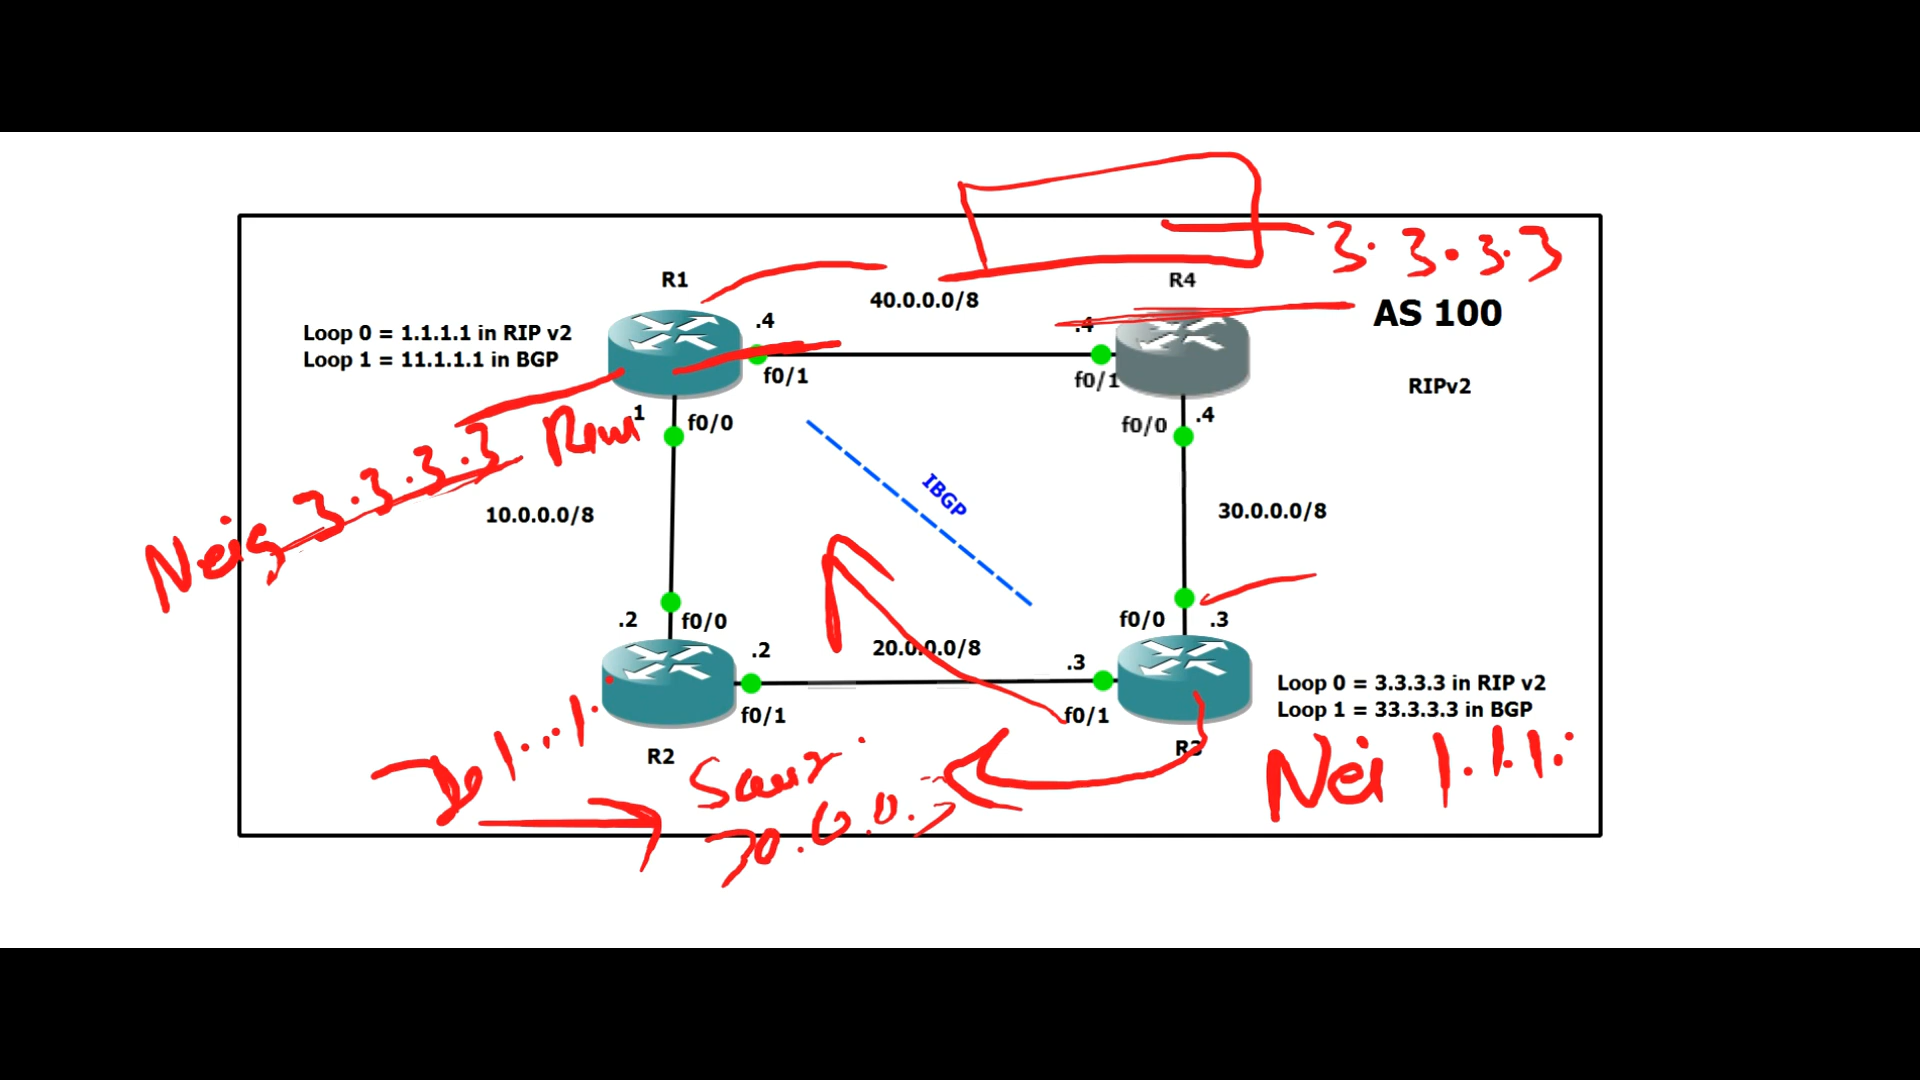 3.3.3.3
R1
R4
40.0.0.0/8
AS 100
.4
.4
Loop 0 = 1.1.1.1 in RIP v2
Loop 1 = 11.1.1.1 in BGP
f0/1
f0/1
RIPv2
1
f0/0
f0/0
.4
Neig 3.3.3.3
IBGP
10.0.0.0/8
30.0.0.0/8
.2
f0/0
f0/0
.3
.2
20.0.0.0/8
.3
Loop 0 = 3.3.3.3 in RIP v2
Loop 1 = 33.3.3.3 in BGP
f0/1
f0/1
R2
R3
Nei 1.1.1.